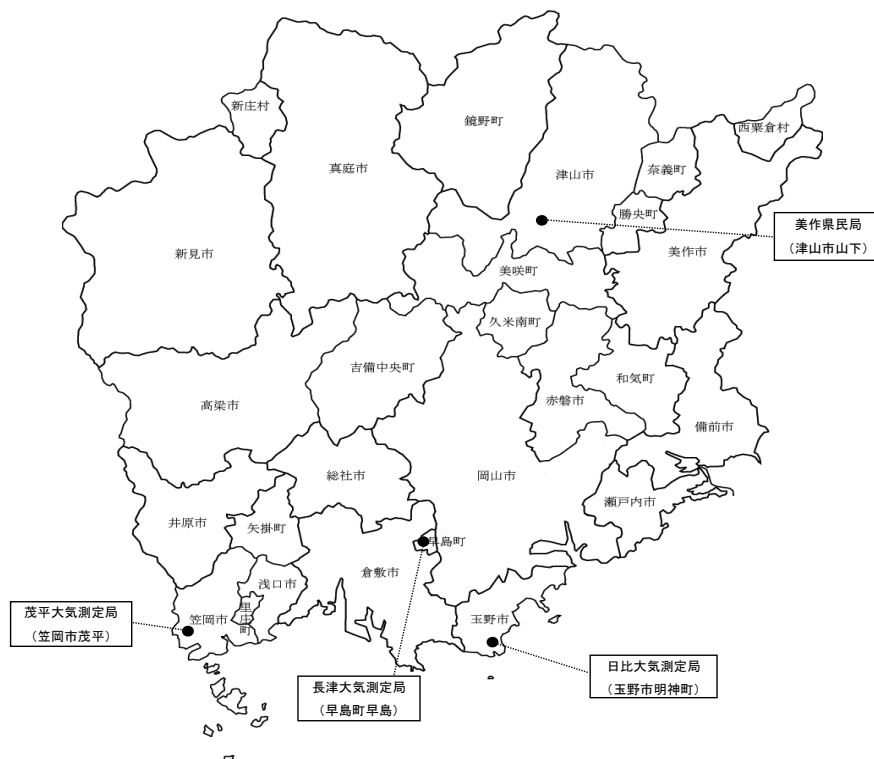 新庄村
鏡野町
西粟倉村
真庭市
津山市
奈義町
勝央町
美作県民局
（津山市山下）
新見市
美咲町
美作市
久米南町
吉備中央町
和気町
高梁市
赤磐市
備前市
総社市
岡山市
瀬戸内市
井原市
矢掛町
早島町
倉敷市
浅口市
里庄町
笠岡市
玉野市
茂平大気測定局
（笠岡市茂平）
長津大気測定局
（早島町早島）
日比大気測定局
（玉野市明神町）